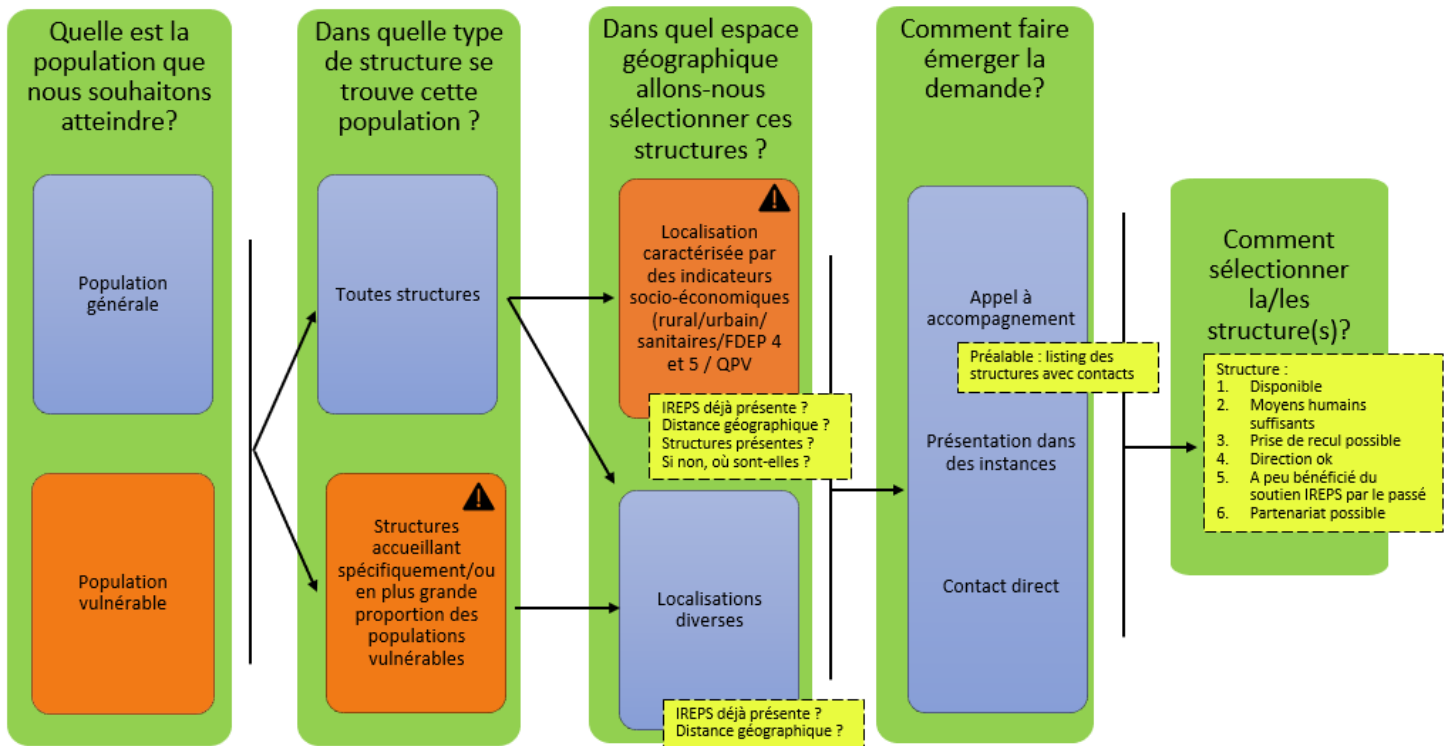 Quelle est la
population que
nous souhaitons
atteindre?
Population
générale
Population
vulnérable
Dans quelle type
de structure se
trouve cette
population ?
Toutes structures
Structures
accueillant
spécifiquement/ou
en plus grande
proportion des
populations
vulnérables
Dans quel espace
géographique
allons-nous
sélectionner ces
structures ?
Localisation
caractérisée par
des indicateurs
socio-économiques
(rural/urbain/
sanitaires/FDEP 4
et 5 / QPV
IREPS déjà présente ?
Distance géographique ?
Structures présentes ?
Si non, où sont-elles ?
Localisations
diverses
IREPS déjà présente ?
Distance géographique ?
Comment faire
émerger la
demande?
Appel à
accompagnement
Préalable : listing des
structures avec contacts
Présentation dans
des instances
Contact direct
Comment
sélectionner
la/les
structure(s)?
Structure :
1. Disponible
2. Moyens humains
suffisants
3. Prise de recul possible
4. Direction ok
5. A peu bénéficié du
soutien IREPS par le passé
6. Partenariat possible